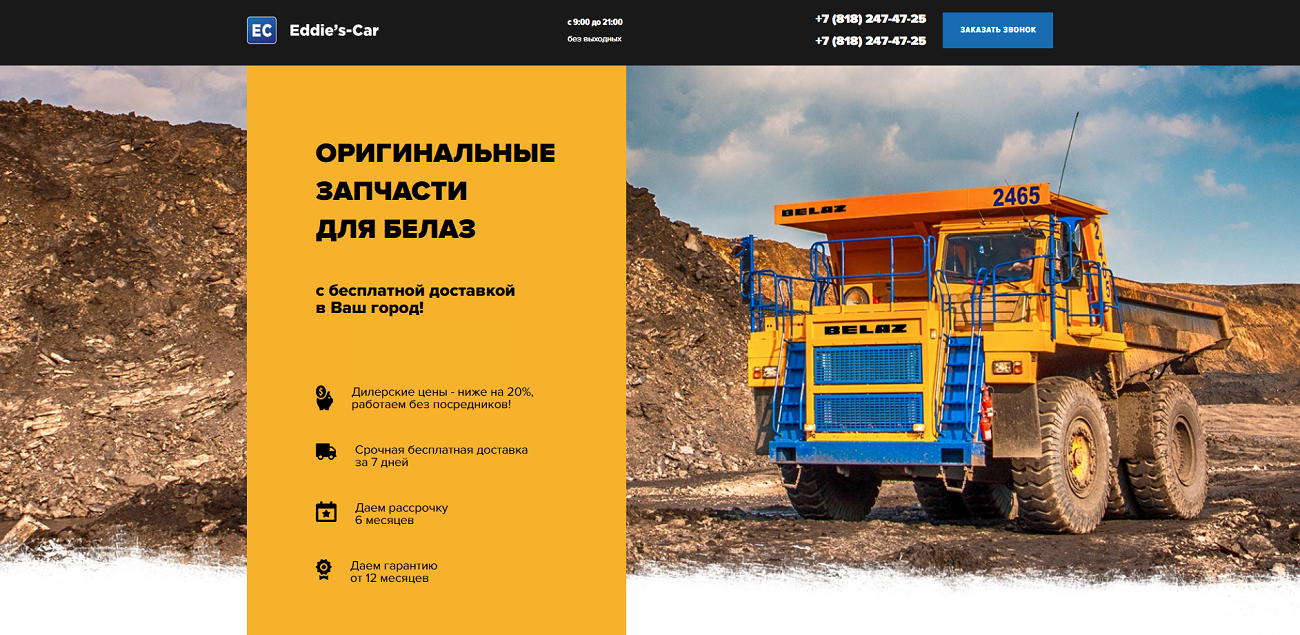 EC Eddie's-Car
с 9:00 до 21:00
без выходных
+7 (818) 247-47-25
+7 (818) 247-47-25
ЗАКАЗАТЬ ЗВОНОК
ОРИГИНАЛЬНЫЕ
ЗАПЧАСТИ
ДЛЯ БЕЛАЗ
с бесплатной доставкой
в Ваш город!
Дилерские цены - ниже на 20%,
работаем без посредников!
Срочная бесплатная доставка
за 7 дней
Даем рассрочку
6 месяцев
Даем гарантию
от 12 месяцев
BELAZ
2465
BELAZ